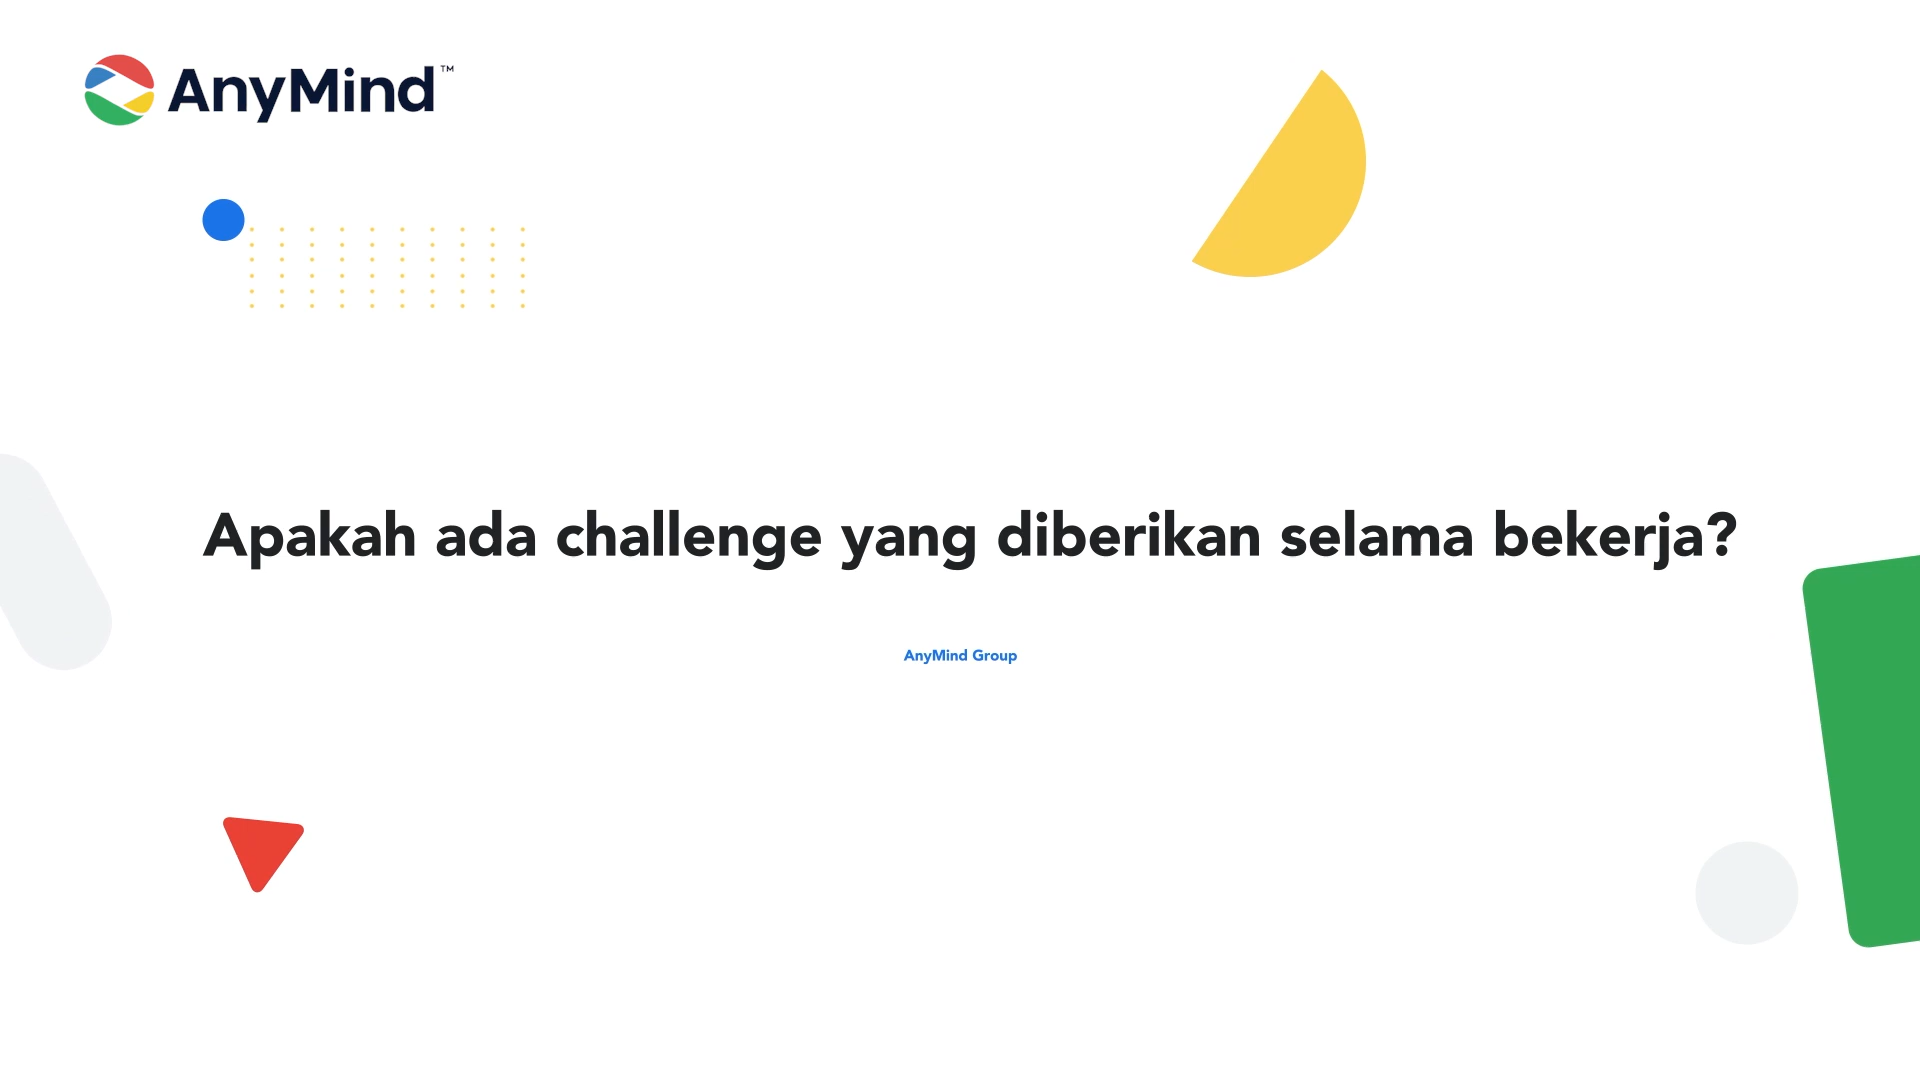 AnyMind™
Apakah ada challenge yang diberikan selama bekerja?
AnyMind Group